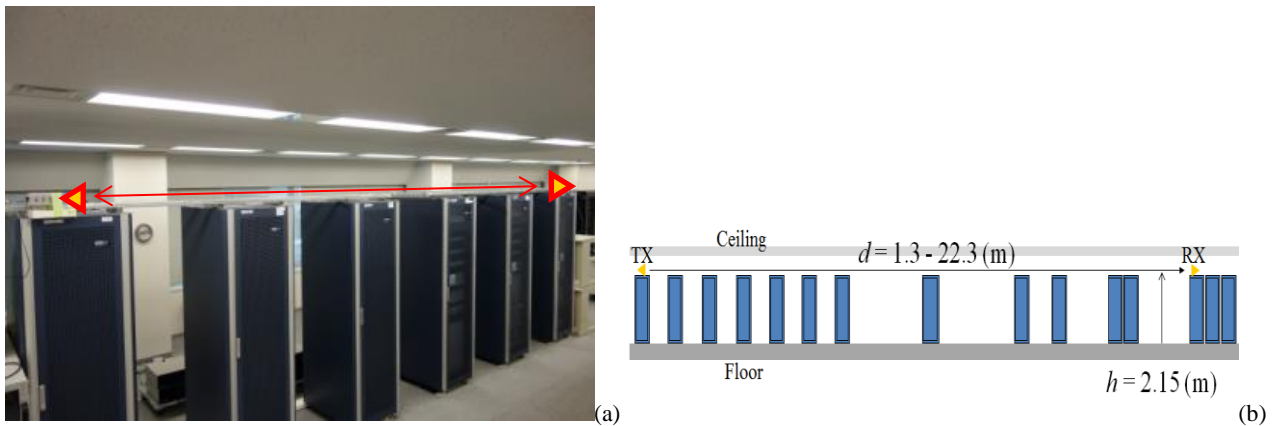 (a)
Ceiling
TX
d = 1.3 - 22.3 (m)
RX
Floor
h = 2.15 (m)
(b)